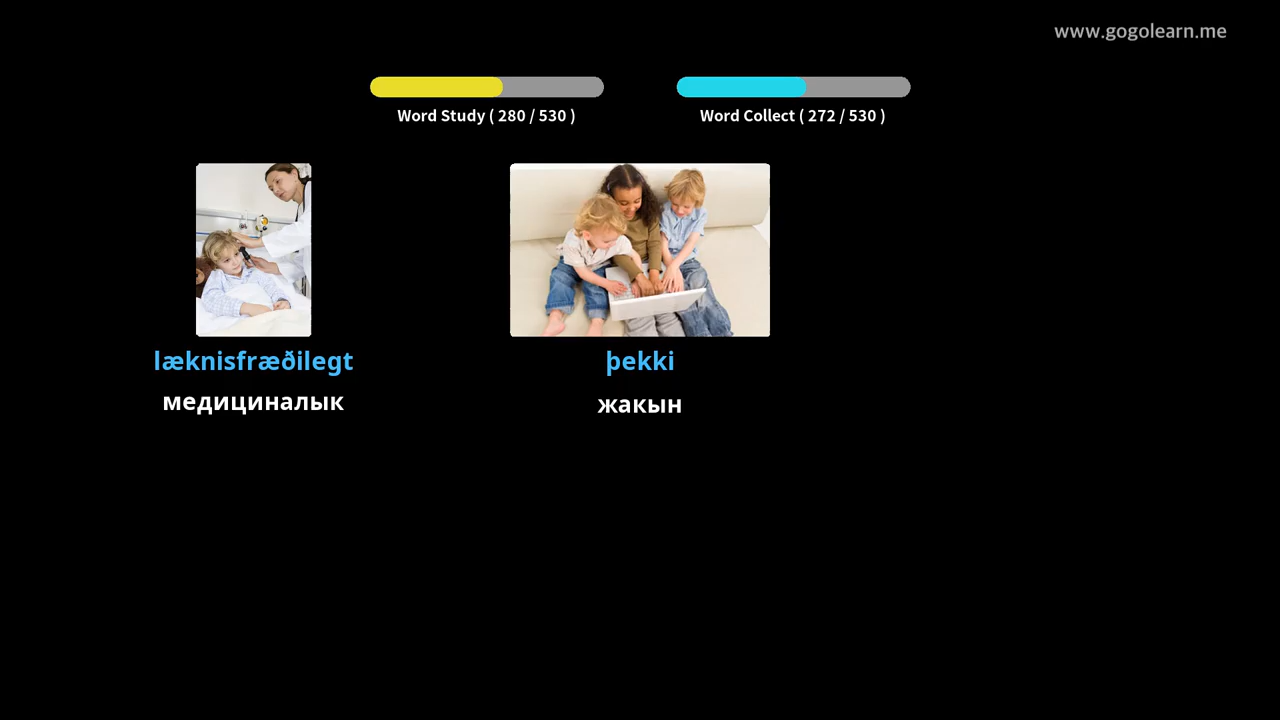 www.gogolearn.me
Word Study ( 280 / 530 )
Word Collect ( 272 / 530 )
læknisfræðilegt
þekki
медициналык
жакын